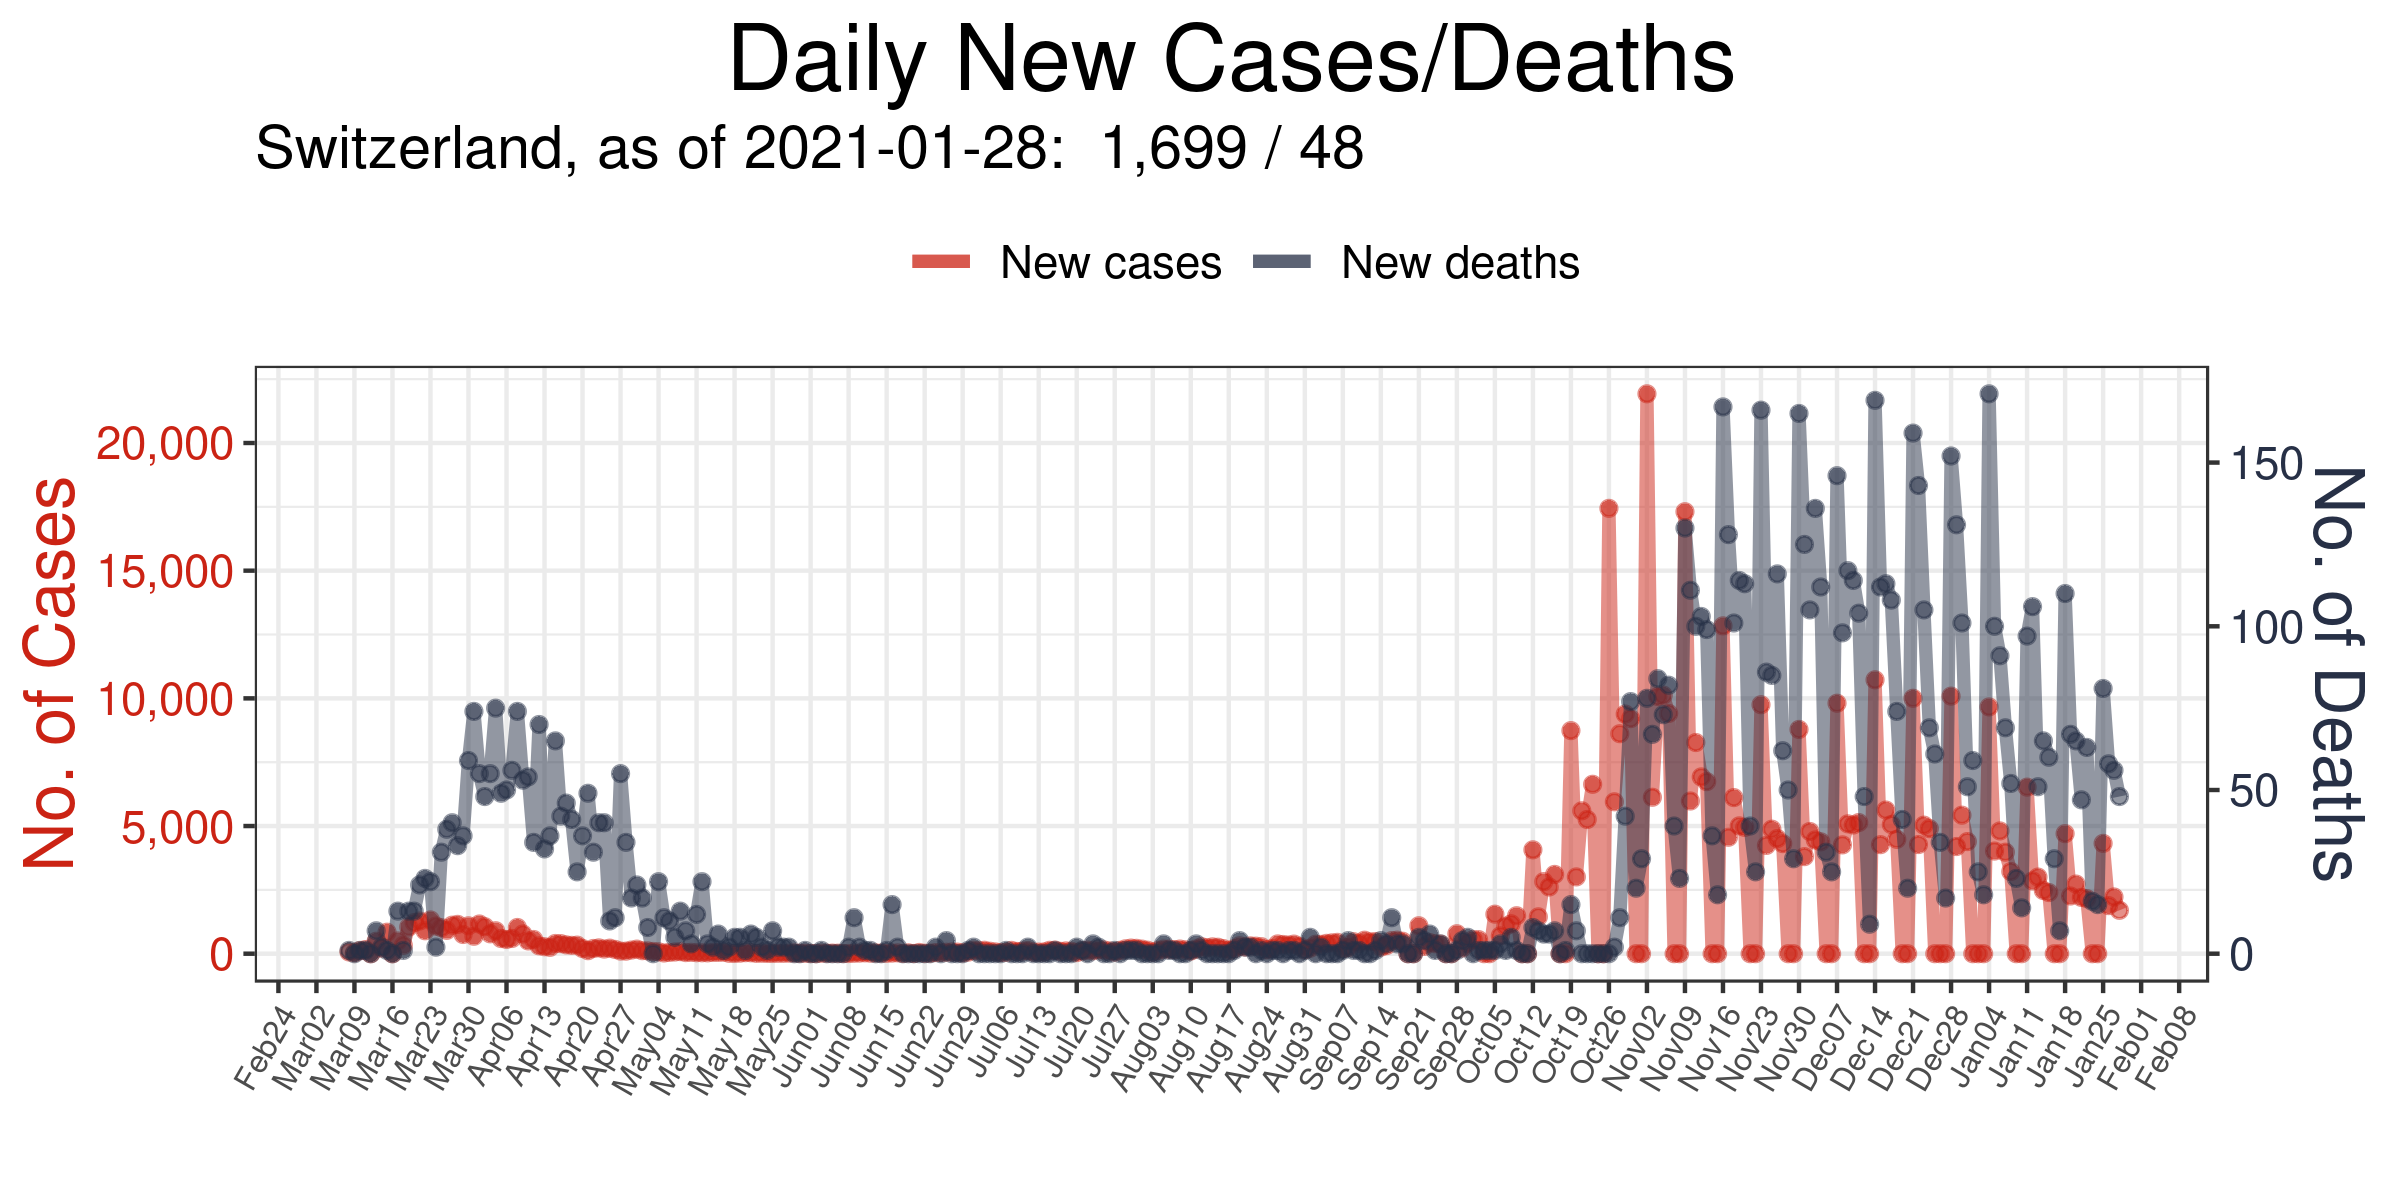 Daily New Cases/Deaths
Switzerland, as of 2021-01-28: 1,699 / 48
New cases
New deaths
No. of Cases
20,000
15,000
10,000
5,000
0
150
100
50
0
No. of Deaths
Feb24
Mar02
Mar09
Mar16
Mar23
Mar30
Apr06
Apr13
Apr20
Apr27
May04
May11
May18
May25
Jun01
Jun08
Jun15
Jun22
Jun29
Jul06
Jul13
Jul20
Jul27
Aug03
Aug10
Aug17
Aug24
Aug31
Sep07
Sep14
Sep21
Sep28
Oct05
Oct12
Oct19
Oct26
Nov02
Nov09
Nov16
Nov23
Nov30
Dec07
Dec14
Dec21
Dec28
Jan04
Jan11
Jan18
Jan25
Feb01
Feb08